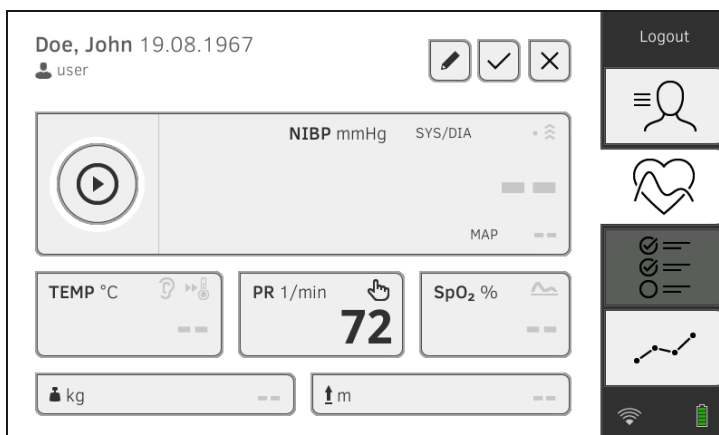 Doe, John 19.08.1967
user
Logout
NIBP mmHg SYS/DIA
-- --
MAP --
TEMP °C
--
PR 1/min
72
SpO₂ %
--
kg --
m --